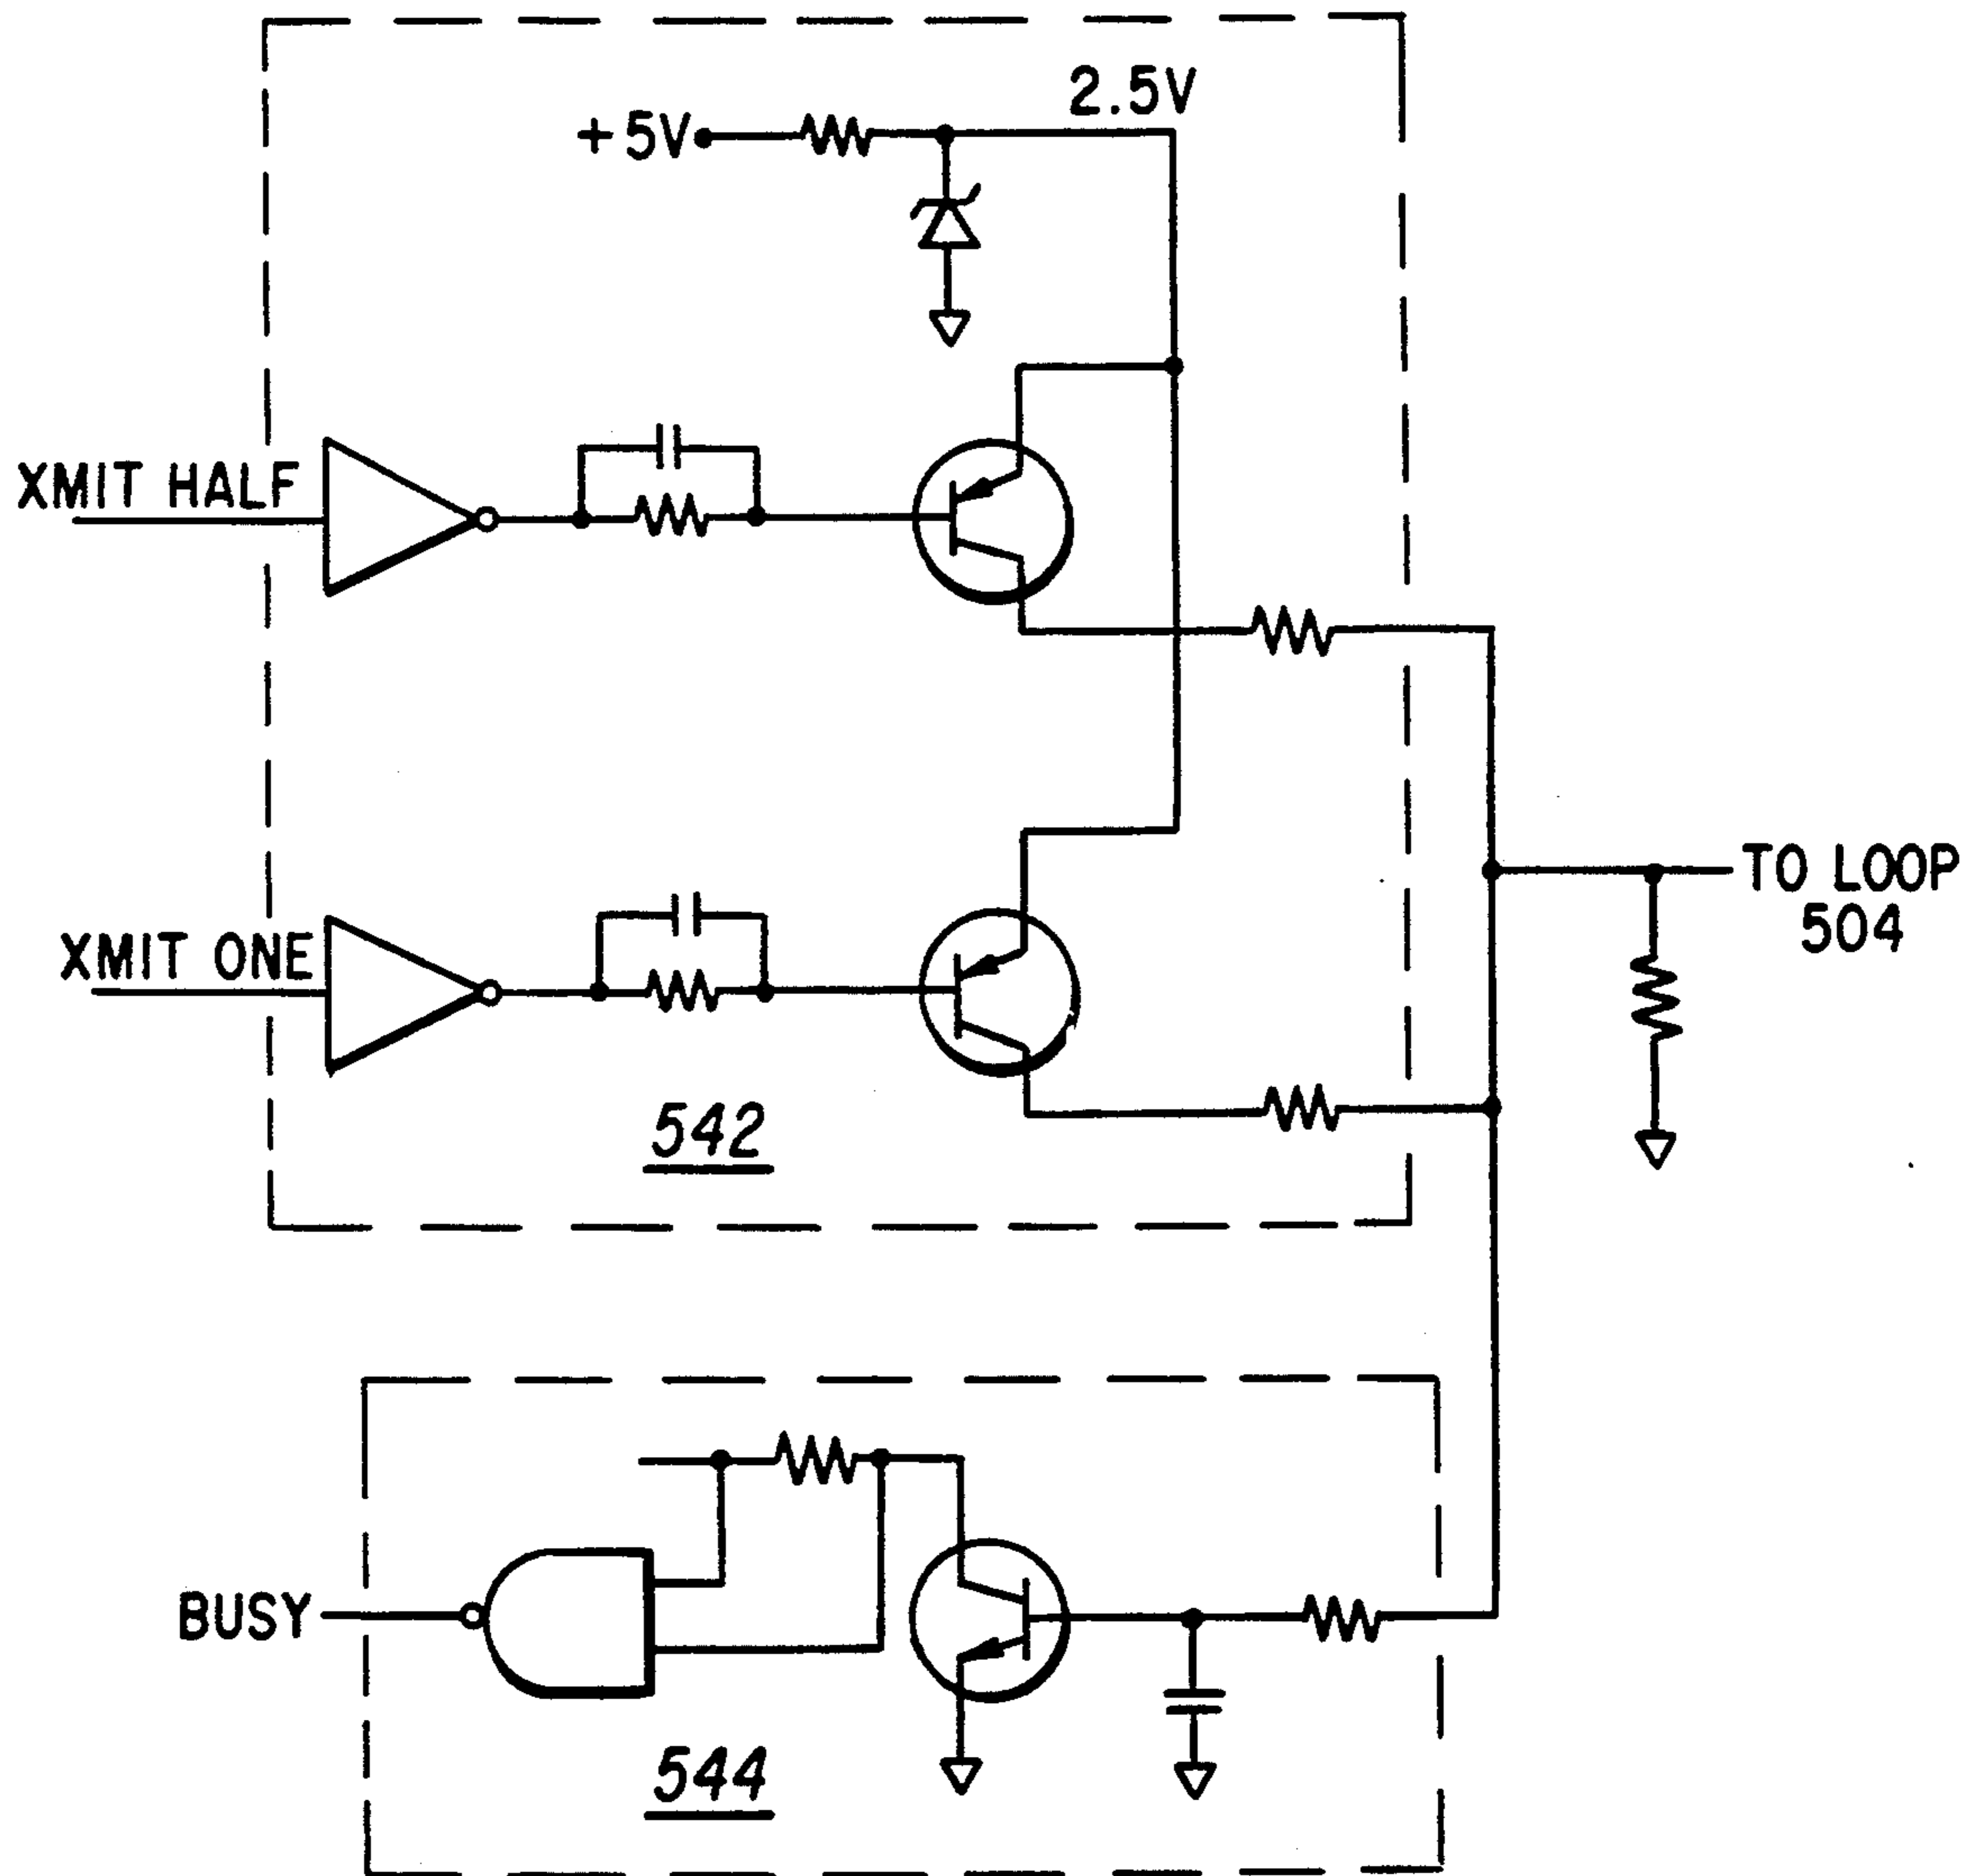 2.5V
+5V
XMIT HALF
TO LOOP
504
XMIT ONE
542
BUSY
544